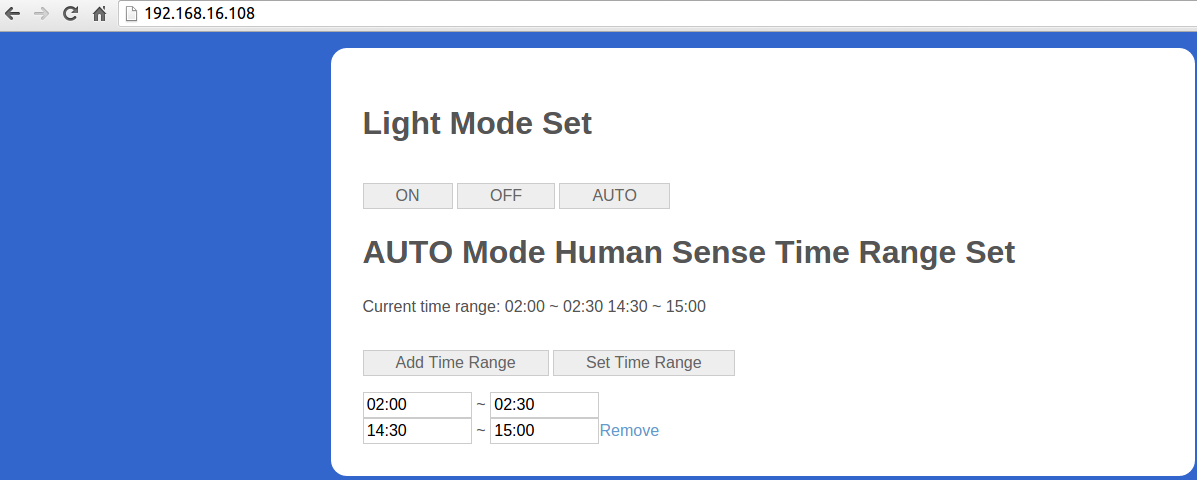 192.168.16.108
Light Mode Set
ON OFF AUTO
AUTO Mode Human Sense Time Range Set
Current time range: 02:00 ~ 02:30 14:30 ~ 15:00
Add Time Range Set Time Range
02:00 ~ 02:30
14:30 ~ 15:00 Remove